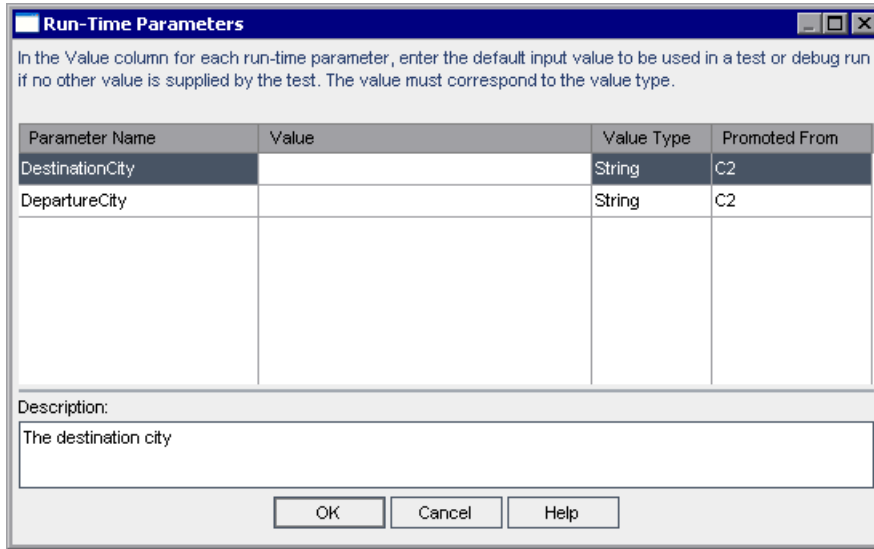 Run-Time Parameters
In the Value column for each run-time parameter, enter the default input value to be used in a test or debug run
if no other value is supplied by the test. The value must correspond to the value type.
Parameter Name Value Value Type Promoted From
DestinationCity String C2
DepartureCity String C2
Description:
The destination city
OK Cancel Help